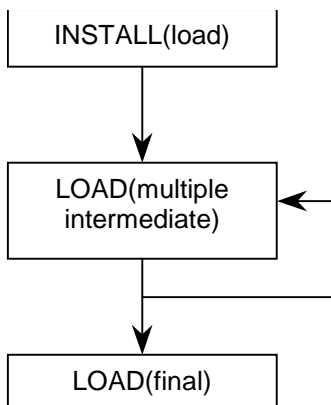 INSTALL(load)
LOAD(multiple
intermediate)
LOAD(final)